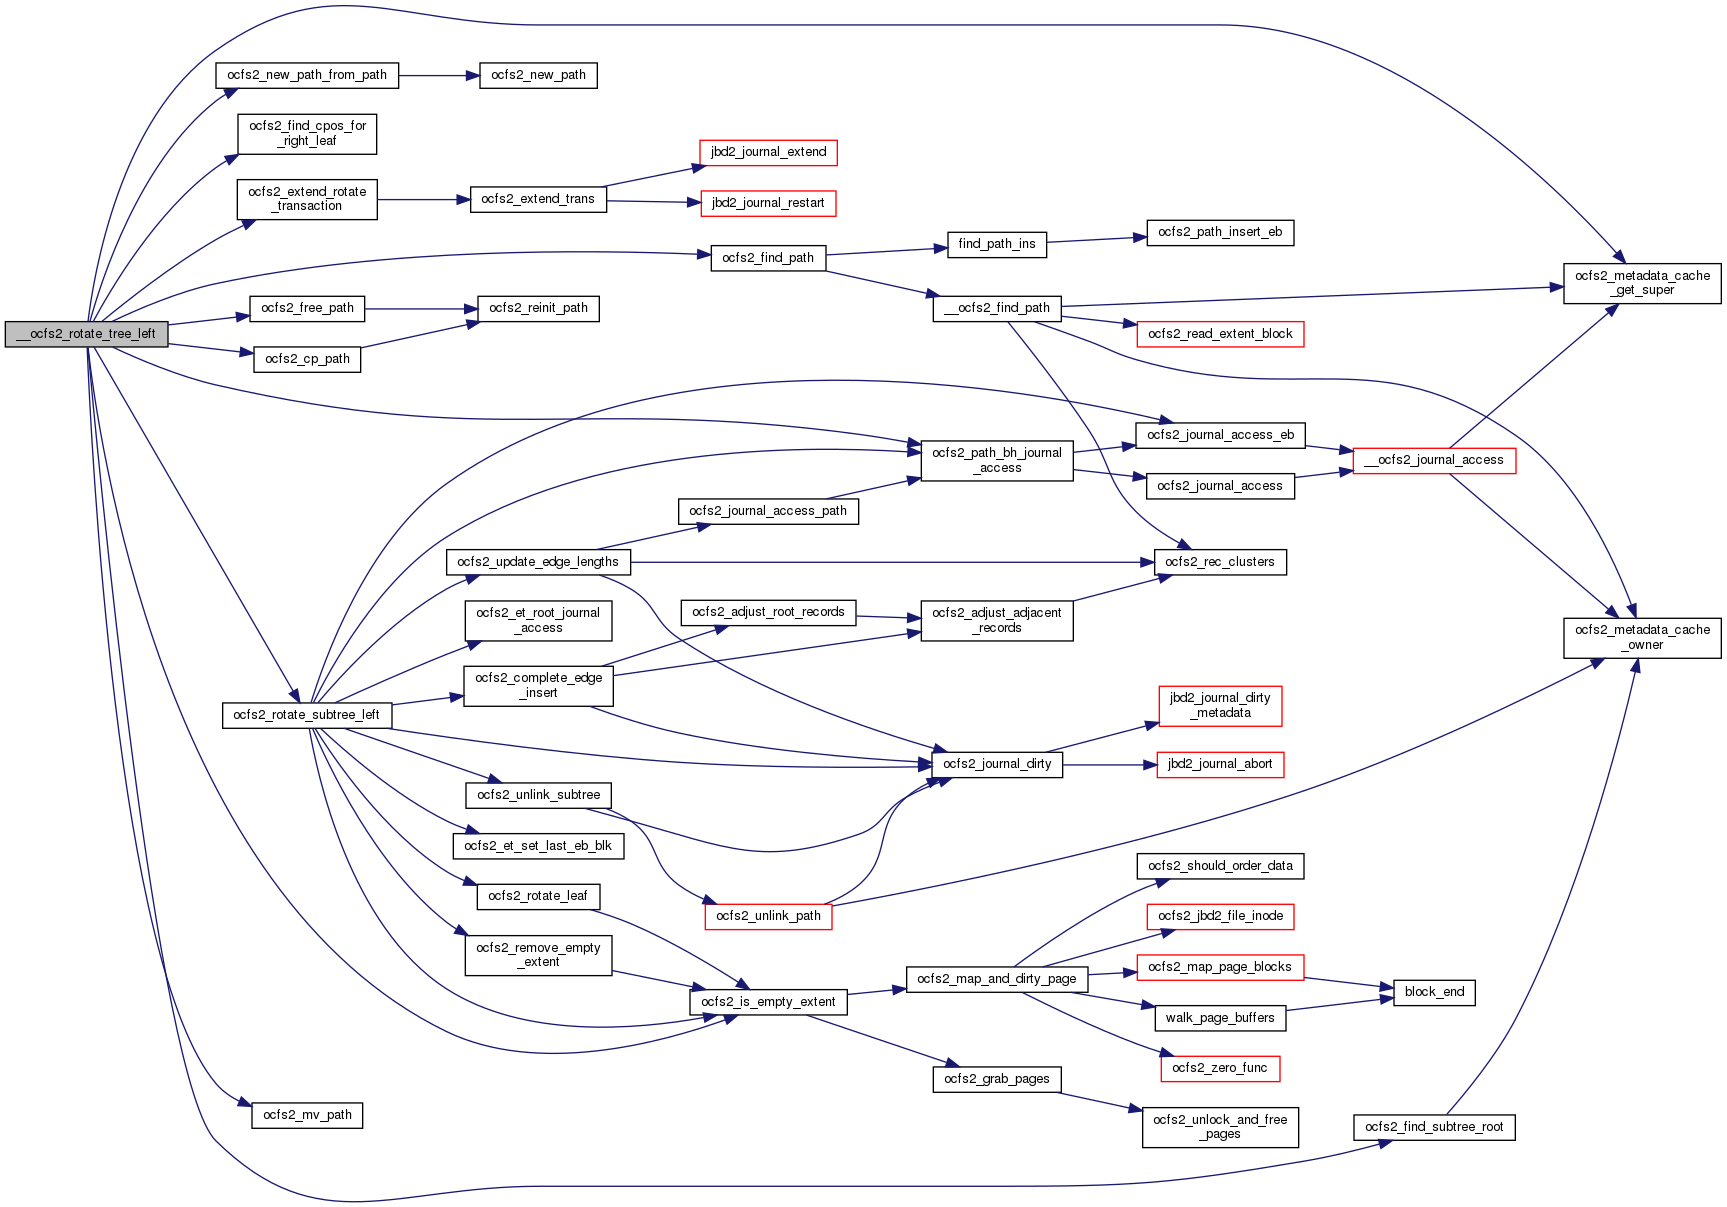 __ocfs2_rotate_tree_left
ocfs2_new_path_from_path
ocfs2_new_path
ocfs2_find_cpos_for
_right_leaf
ocfs2_extend_rotate
_transaction
ocfs2_extend_trans
jbd2_journal_extend
jbd2_journal_restart
ocfs2_find_path
find_path_ins
ocfs2_path_insert_eb
__ocfs2_find_path
ocfs2_metadata_cache
_get_super
ocfs2_read_extent_block
ocfs2_free_path
ocfs2_reinit_path
ocfs2_cp_path
ocfs2_path_bh_journal
_access
ocfs2_journal_access_eb
__ocfs2_journal_access
ocfs2_journal_access
ocfs2_journal_access_path
ocfs2_update_edge_lengths
ocfs2_rec_clusters
ocfs2_et_root_journal
_access
ocfs2_adjust_root_records
ocfs2_adjust_adjacent
_records
ocfs2_metadata_cache
_owner
ocfs2_complete_edge
_insert
ocfs2_rotate_subtree_left
jbd2_journal_dirty
_metadata
ocfs2_journal_dirty
jbd2_journal_abort
ocfs2_unlink_subtree
ocfs2_et_set_last_eb_blk
ocfs2_rotate_leaf
ocfs2_unlink_path
ocfs2_should_order_data
ocfs2_jbd2_file_inode
ocfs2_remove_empty
_extent
ocfs2_is_empty_extent
ocfs2_map_and_dirty_page
ocfs2_map_page_blocks
block_end
walk_page_buffers
ocfs2_zero_func
ocfs2_grab_pages
ocfs2_unlock_and_free
_pages
ocfs2_mv_path
ocfs2_find_subtree_root